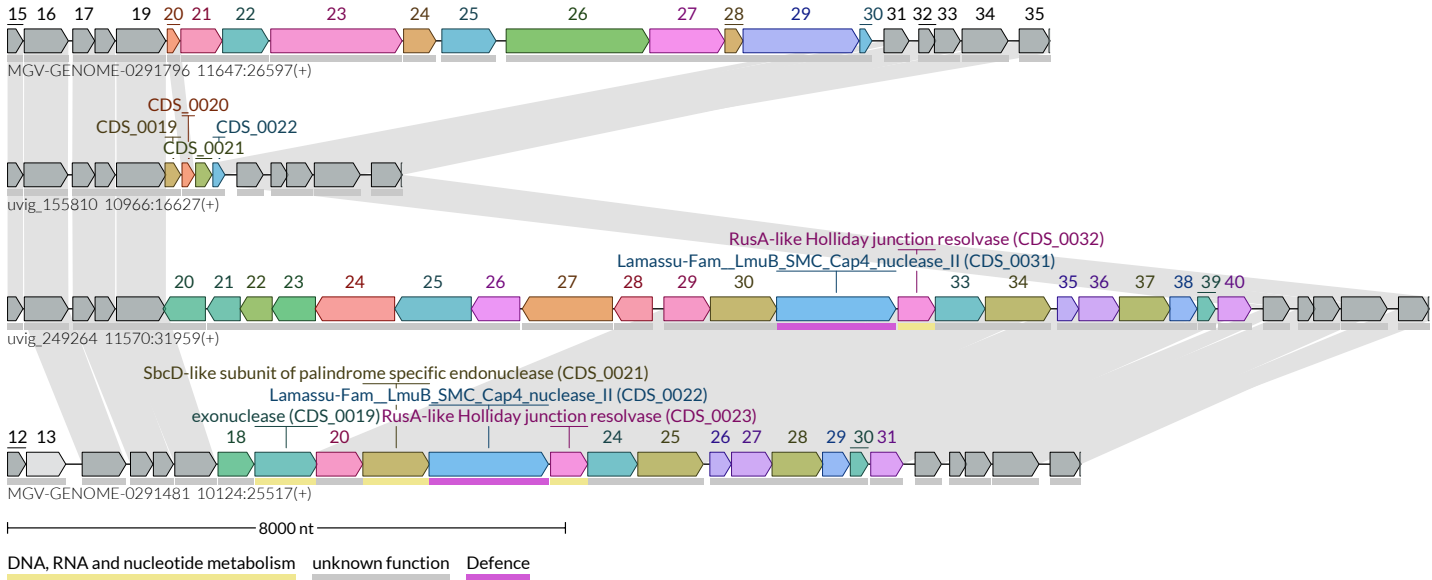 15 16 17 19 20 21 22 23 24 25 26 27 28 29 30 31 32 33 34 35
MGV-GENOME-0291796 11647:26597(+)
CDS_0020
CDS_0019 CDS_0022
CDS_0021
uvig_155810 10966:16627(+)
RusA-like Holliday junction resolvase (CDS_0032)
Lamassu-Fam__LmuB_SMC_Cap4_nuclease_II (CDS_0031)
20 21 22 23 24 25 26 27 28 29 30 33 34 35 36 37 38 39 40
uvig_249264 11570:31959(+)
SbcD-like subunit of palindrome specific endonuclease (CDS_0021)
Lamassu-Fam__LmuB_SMC_Cap4_nuclease_II (CDS_0022)
exonuclease (CDS_0019) RusA-like Holliday junction resolvase (CDS_0023)
12 13 18 20 24 25 26 27 28 29 30 31
MGV-GENOME-0291481 10124:25517(+)
8000 nt
DNA, RNA and nucleotide metabolism unknown function Defence